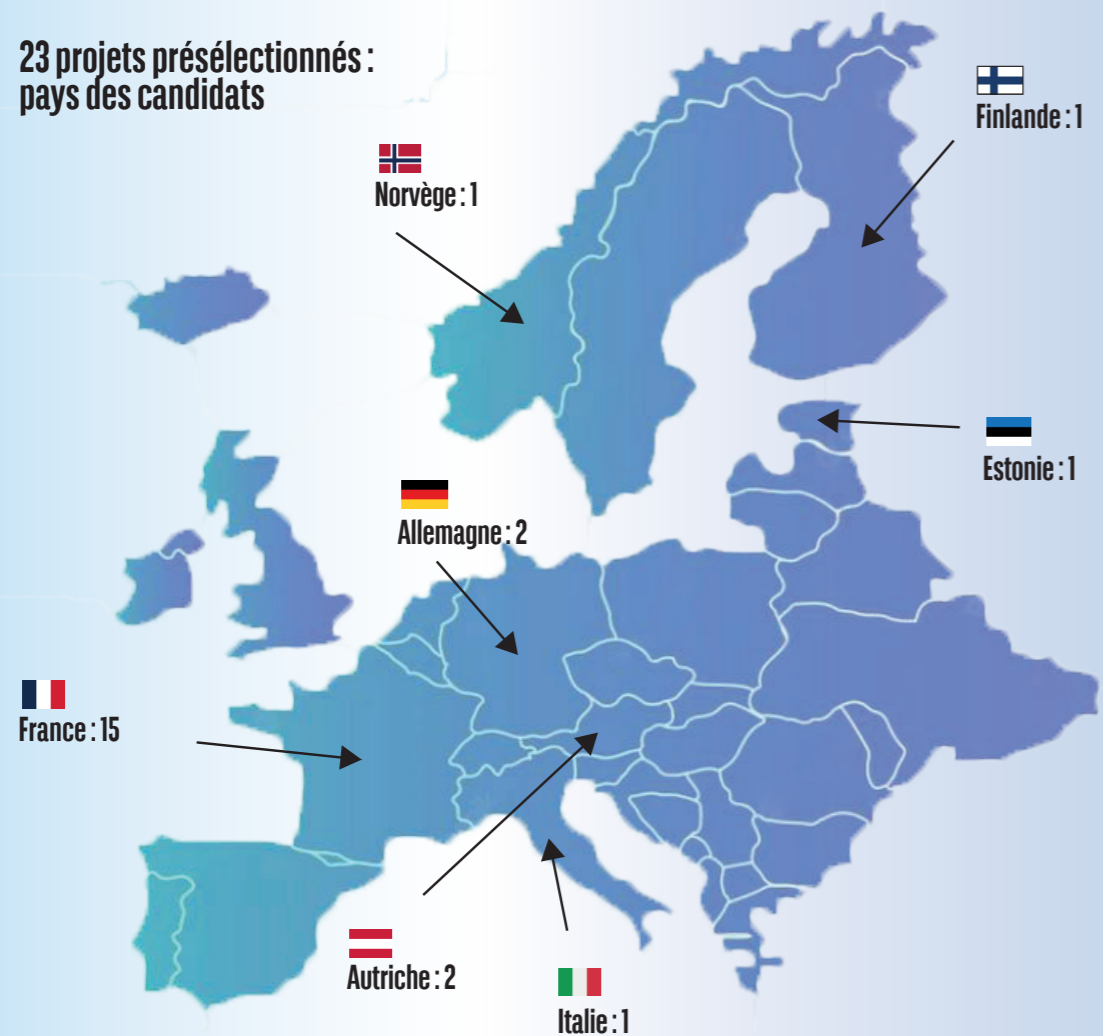 23 projets présélectionnés :
pays des candidats
Finlande : 1
Norvège : 1
Estonie : 1
Allemagne : 2
France : 15
Autriche : 2
Italie : 1